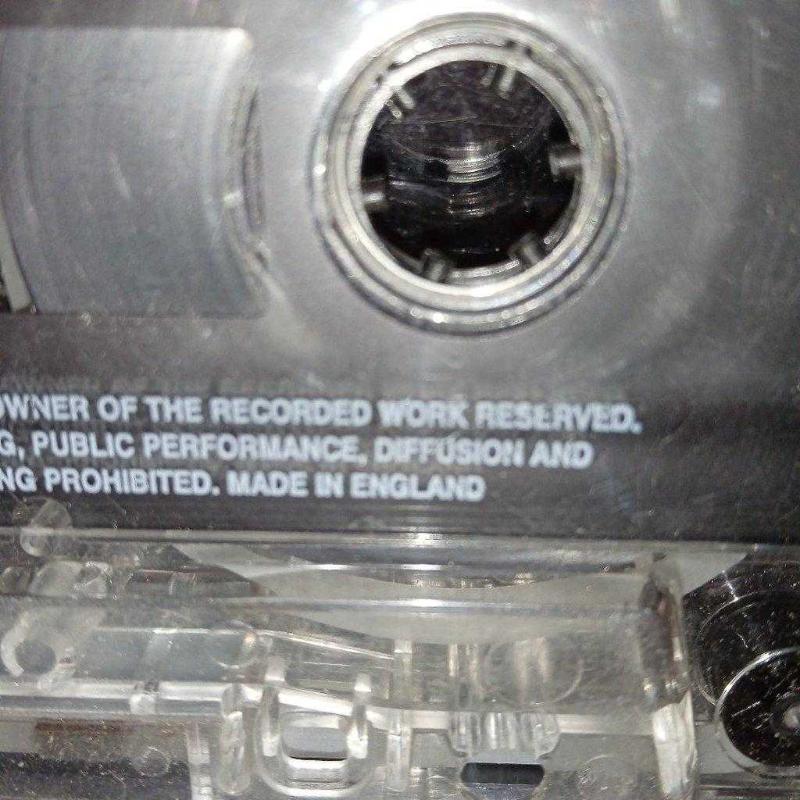 OWNER OF THE RECORDED WORK RESERVED.
G, PUBLIC PERFORMANCE, DIFFUSION AND
NG PROHIBITED. MADE IN ENGLAND